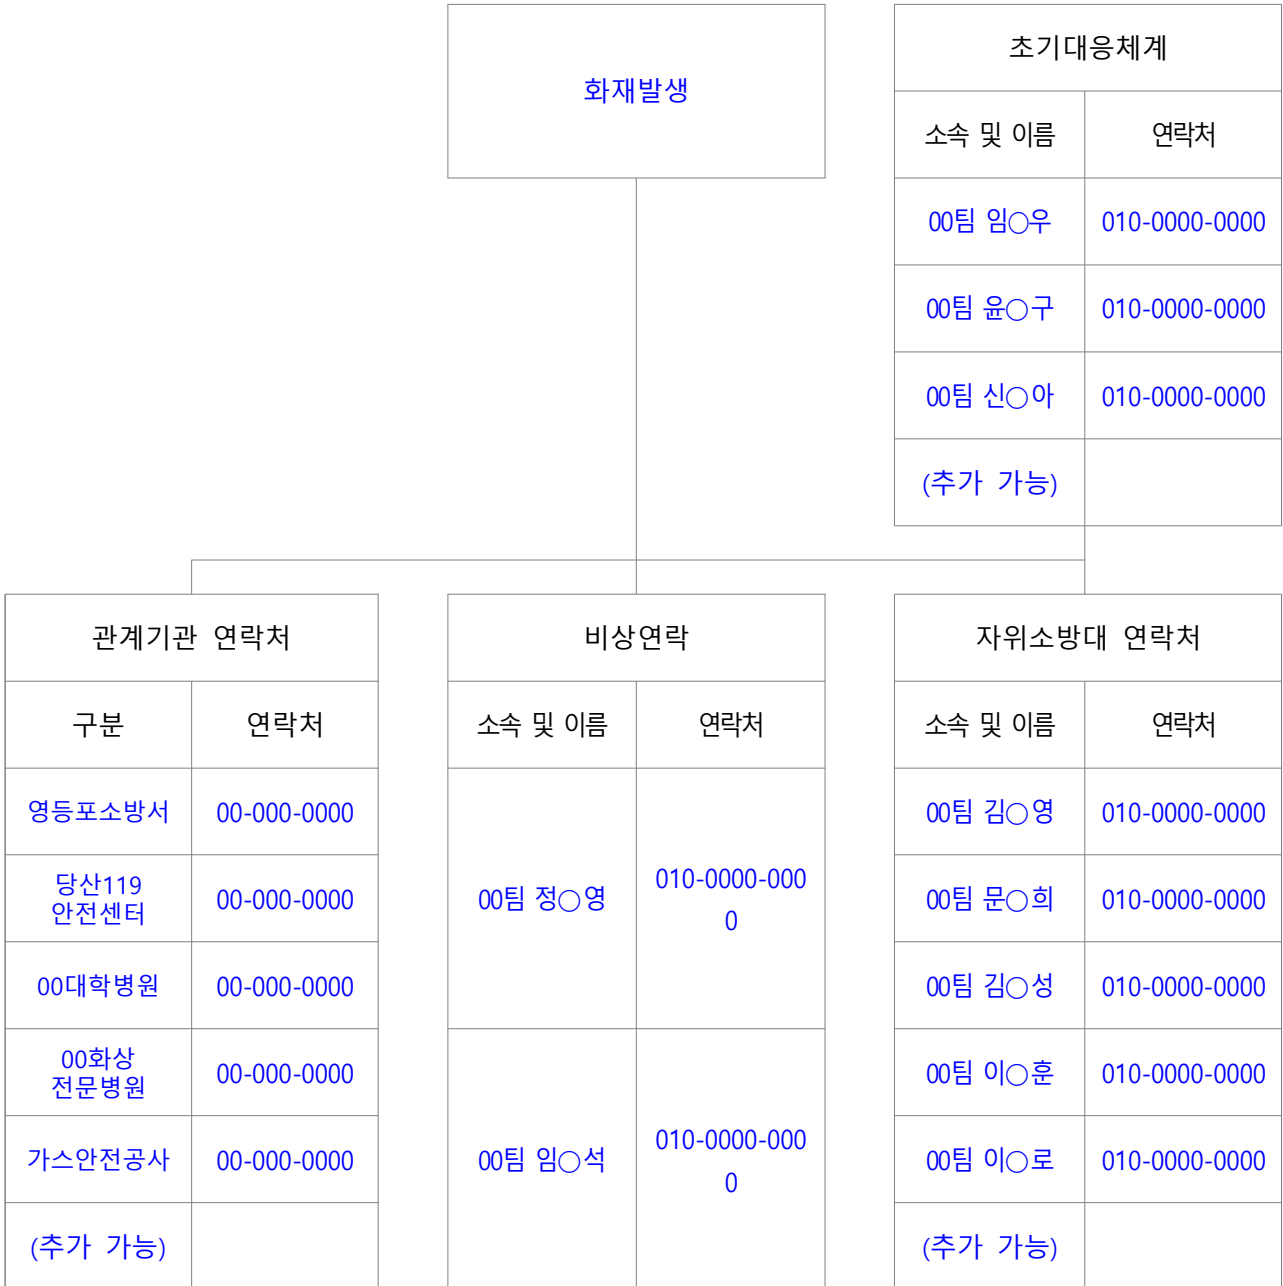 화재발생
초기대응체계
소속 및 이름 연락처
00팀 임○우 010-0000-0000
00팀 윤○구 010-0000-0000
00팀 신○아 010-0000-0000
(추가 가능)
관계기관 연락처
구분 연락처
영등포소방서 00-000-0000
당산119
안전센터 00-000-0000
00대학병원 00-000-0000
00화상
전문병원 00-000-0000
가스안전공사 00-000-0000
(추가 가능)
비상연락
소속 및 이름 연락처
00팀 정○영 010-0000-000
0
00팀 임○석 010-0000-000
0
자위소방대 연락처
소속 및 이름 연락처
00팀 김○영 010-0000-0000
00팀 문○희 010-0000-0000
00팀 김○성 010-0000-0000
00팀 이○훈 010-0000-0000
00팀 이○로 010-0000-0000
(추가 가능)